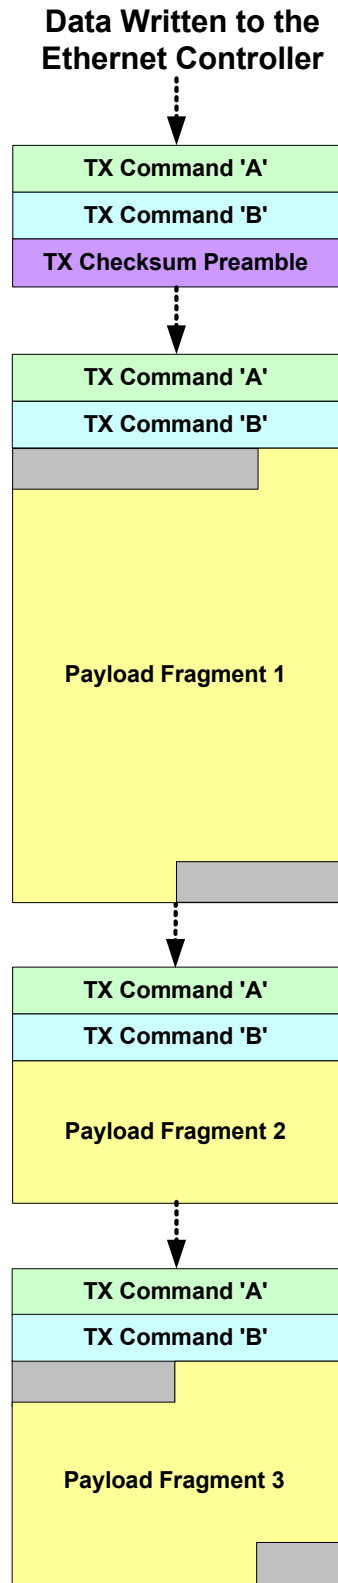 Data Written to the
Ethernet Controller
TX Command 'A'
TX Command 'B'
TX Checksum Preamble
TX Command 'A'
TX Command 'B'
Payload Fragment 1
TX Command 'A'
TX Command 'B'
Payload Fragment 2
TX Command 'A'
TX Command 'B'
Payload Fragment 3